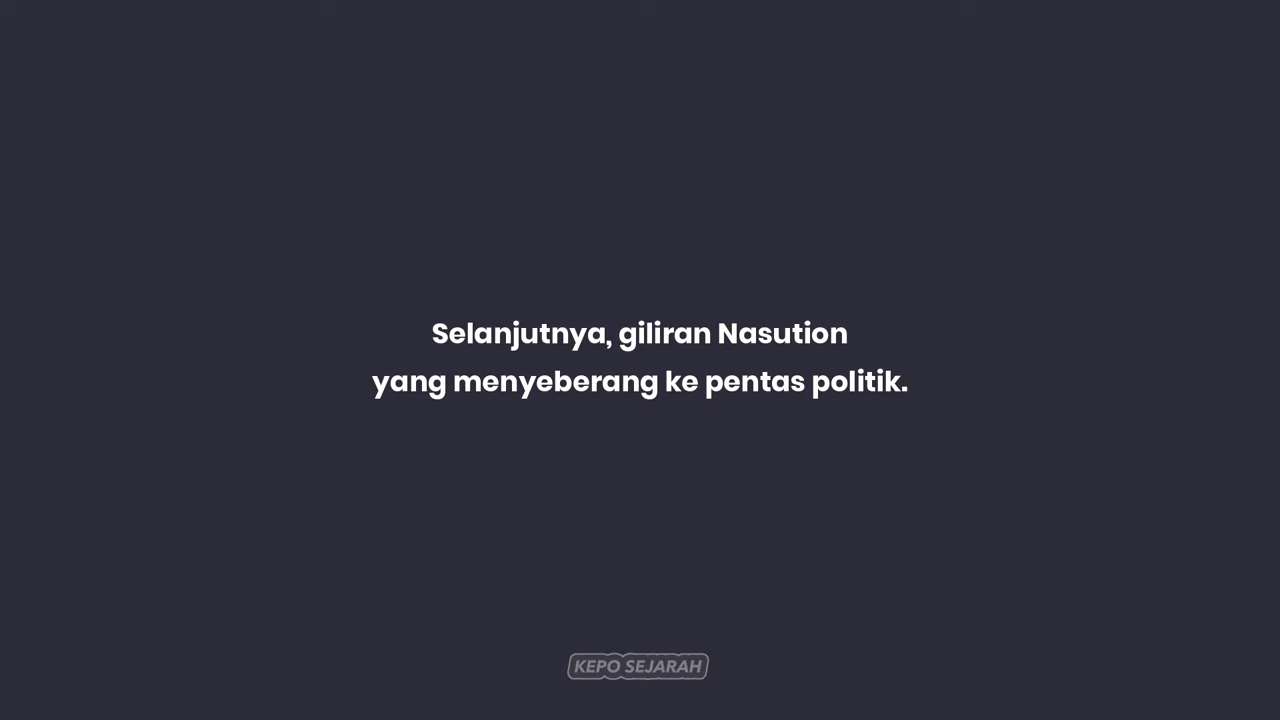 Selanjutnya, giliran Nasution
yang menyeberang ke pentas politik.
KEPO SEJARAH